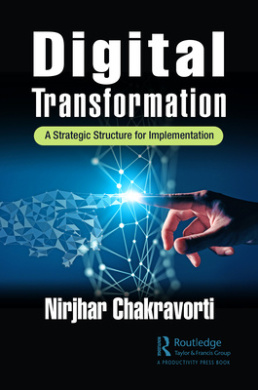 Digital
Transformation
A Strategic Structure for Implementation
Nirjhar Chakravorti
Routledge
Taylor & Francis Group
A PRODUCTIVITY PRESS BOOK